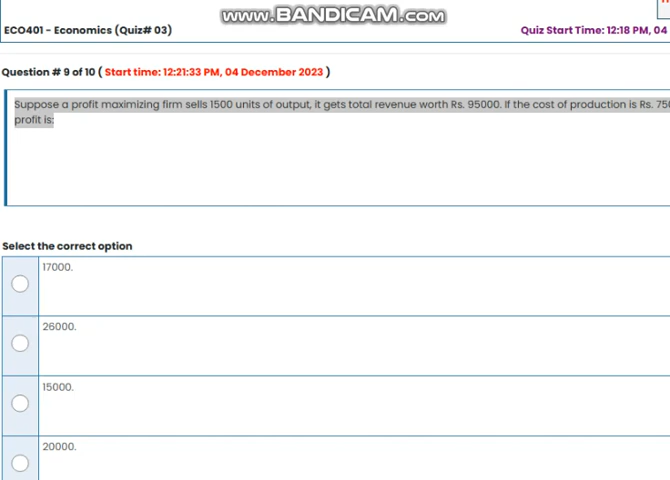 www.BANDICAM.com
ECO401 - Economics (Quiz# 03)
Quiz Start Time: 12:18 PM, 04
Question # 9 of 10 ( Start time: 12:21:33 PM, 04 December 2023 )
Suppose a profit maximizing firm sells 1500 units of output, it gets total revenue worth Rs. 95000. If the cost of production is Rs. 750
profit is:
Select the correct option
17000.
26000.
15000.
20000.